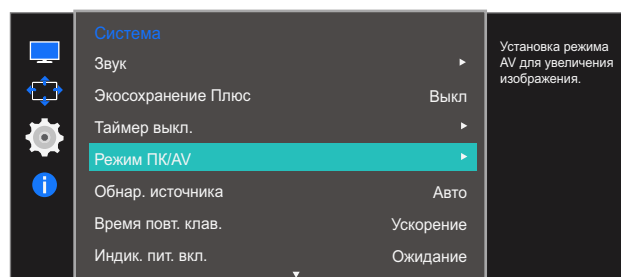 Система
Звук
Экосохранение Плюс Выкл
Таймер выкл.
Режим ПК/AV
Обнар. источника Авто
Время повт. клав. Ускорение
Индик. пит. вкл. Ожидание
Установка режима
AV для увеличения
изображения.